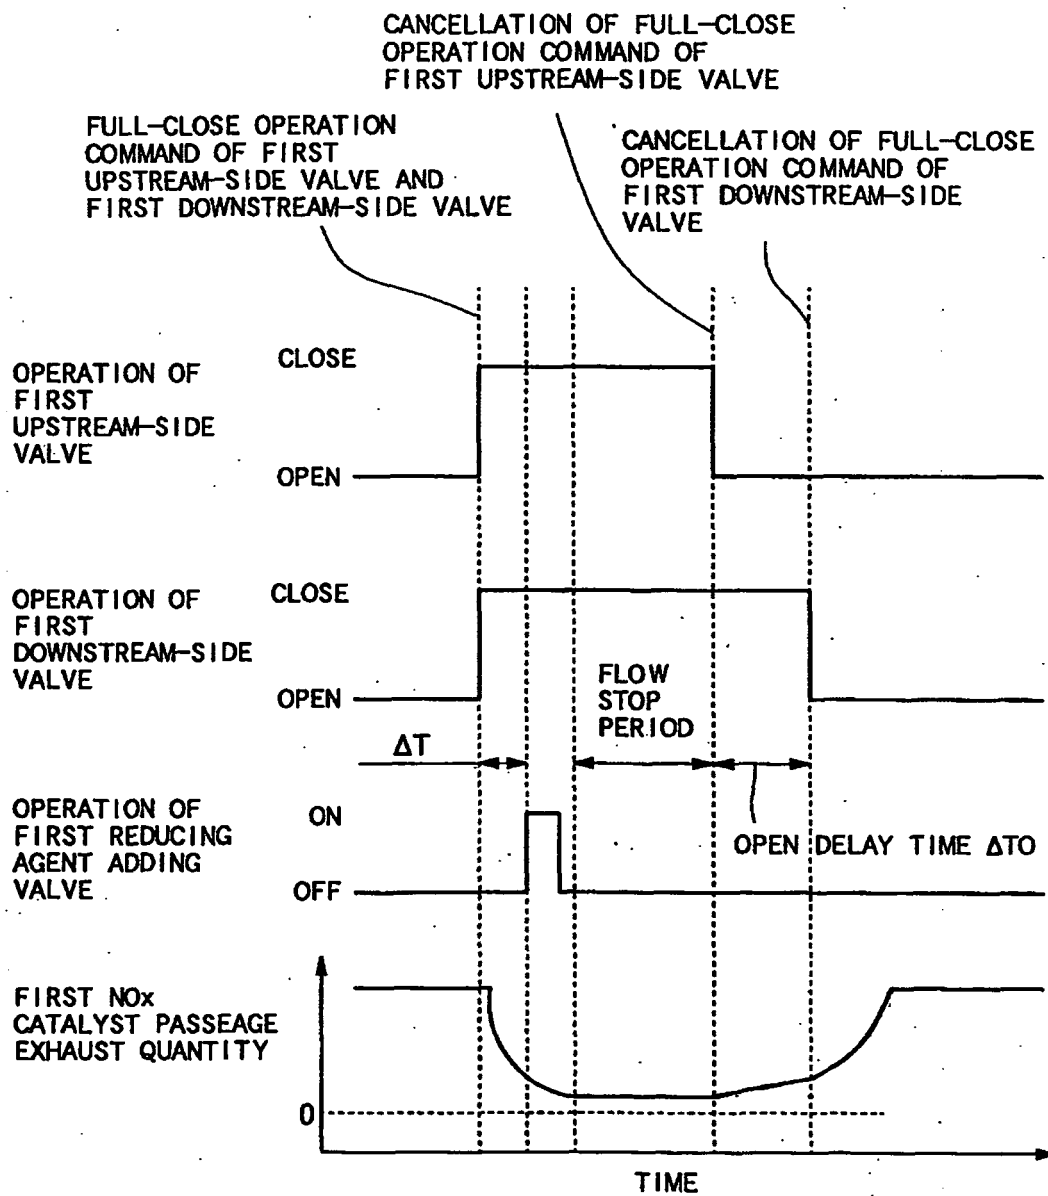 CANCELLATION OF FULL-CLOSE
OPERATION COMMAND OF
FIRST UPSTREAM-SIDE VALVE
FULL-CLOSE OPERATION
COMMAND OF FIRST
UPSTREAM-SIDE VALVE AND
FIRST DOWNSTREAM-SIDE VALVE
CANCELLATION OF FULL-CLOSE
OPERATION COMMAND OF
FIRST DOWNSTREAM-SIDE
VALVE
OPERATION OF
FIRST
UPSTREAM-SIDE
VALVE
CLOSE
OPEN
OPERATION OF
FIRST
DOWNSTREAM-SIDE
VALVE
CLOSE
OPEN
FLOW
STOP
PERIOD
ΔT
OPERATION OF
FIRST REDUCING
AGENT ADDING
VALVE
ON
OFF
OPEN DELAY TIME ΔTO
FIRST NOx
CATALYST PASSEAGE
EXHAUST QUANTITY
0
TIME